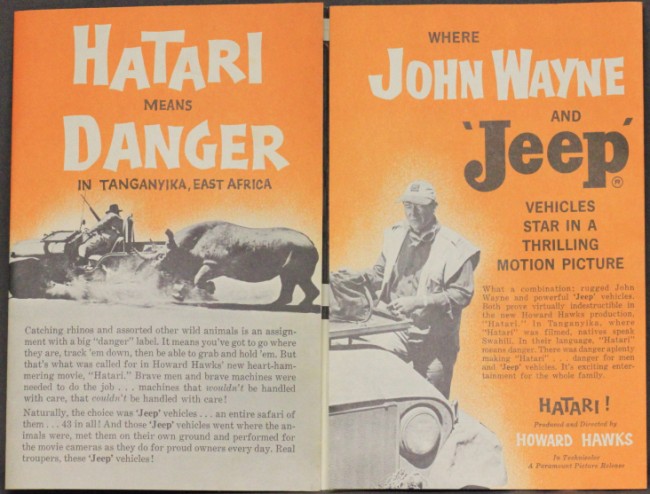 HATARI
MEANS
DANGER
IN TANGANYIKA, EAST AFRICA
Catching rhinos and assorted other wild animals is an assign-
ment with a big "danger" label. It means you've got to go where
they are, track 'em down, then be able to grab and hold 'em. But
that's what was called for in Howard Hawks' new heart-ham-
mering movie, "Hatari." Brave men and brave machines were
needed to do the job . . . machines that wouldn't be handled
with care, that couldn't be handled with care!
Naturally, the choice was 'Jeep' vehicles . . . an entire safari of
them . . . 43 in all! And those 'Jeep' vehicles went where the ani-
mals were, met them on their own ground and performed for
the movie cameras as they do for proud owners every day. Real
troupers, these 'Jeep' vehicles!
WHERE
JOHN WAYNE
AND
'Jeep'®
VEHICLES
STAR IN A
THRILLING
MOTION PICTURE
What a combination: rugged John
Wayne and powerful 'Jeep' vehicles.
Both prove virtually indestructible in
the new Howard Hawks production,
"Hatari." In Tanganyika, where
"Hatari" was filmed, natives speak
Swahili. In their language, "Hatari"
means danger. There was danger aplenty
making "Hatari" . . . danger for men
and 'Jeep' vehicles. It's exciting enter-
tainment for the whole family.
HATARI!
Produced and Directed by
HOWARD HAWKS
In Technicolor
A Paramount Picture Release